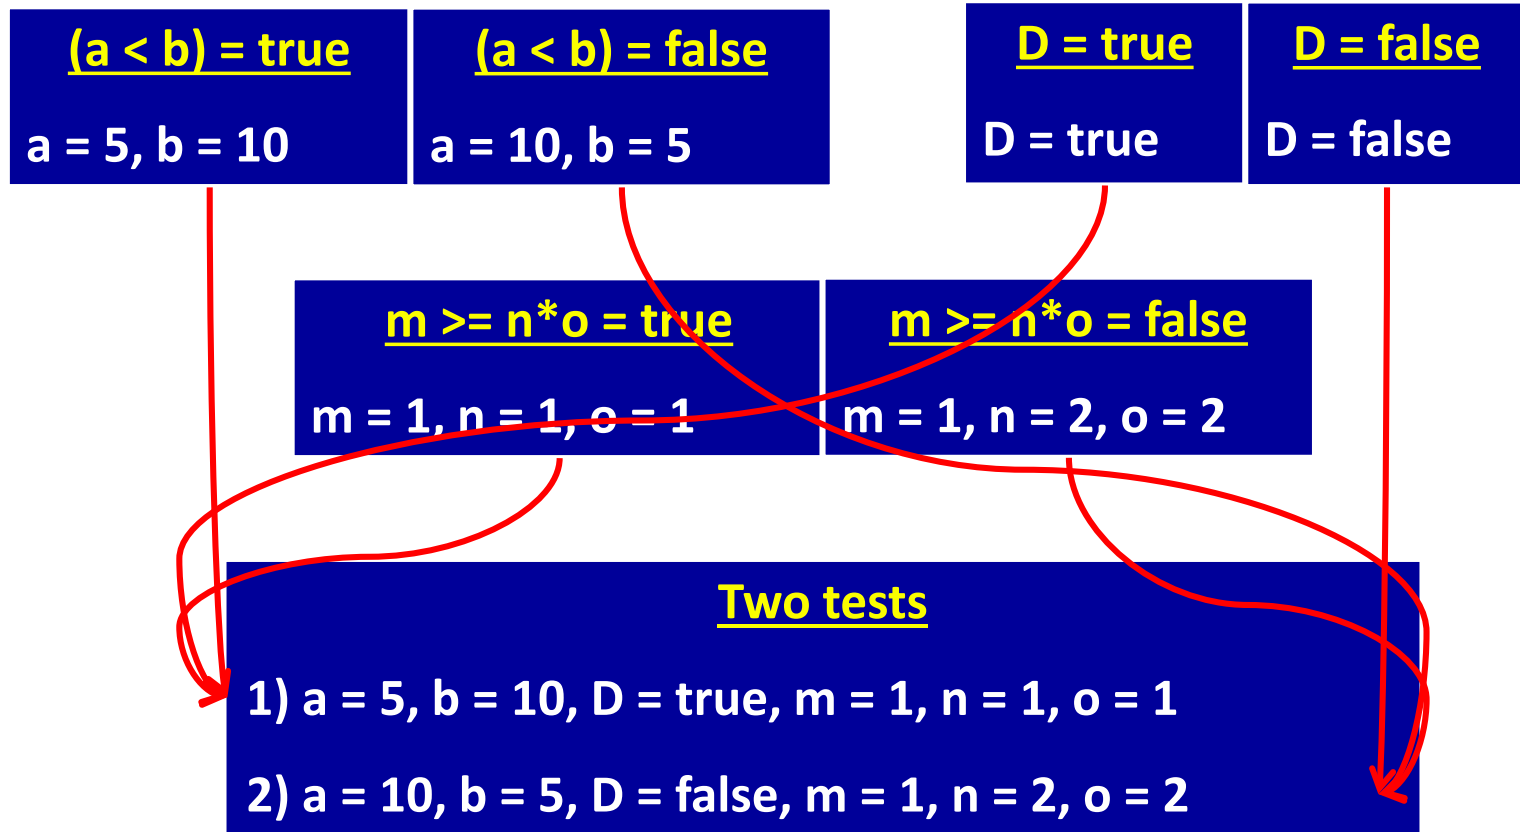 (a < b) = true
a = 5, b = 10
(a < b) = false
a = 10, b = 5
D = true
D = true
D = false
D = false
m >= n*o = true
m = 1, n = 1, o = 1
m >= n*o = false
m = 1, n = 2, o = 2
Two tests
1) a = 5, b = 10, D = true, m = 1, n = 1, o = 1
2) a = 10, b = 5, D = false, m = 1, n = 2, o = 2